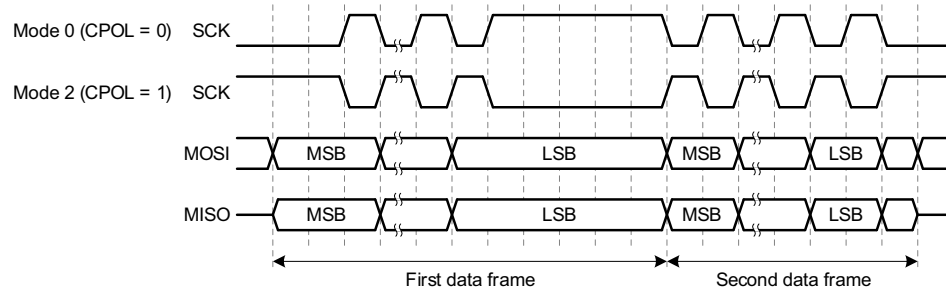 Mode 0 (CPOL = 0) SCK
Mode 2 (CPOL = 1) SCK
MOSI MSB LSB MSB LSB
MISO MSB LSB MSB LSB
First data frame Second data frame